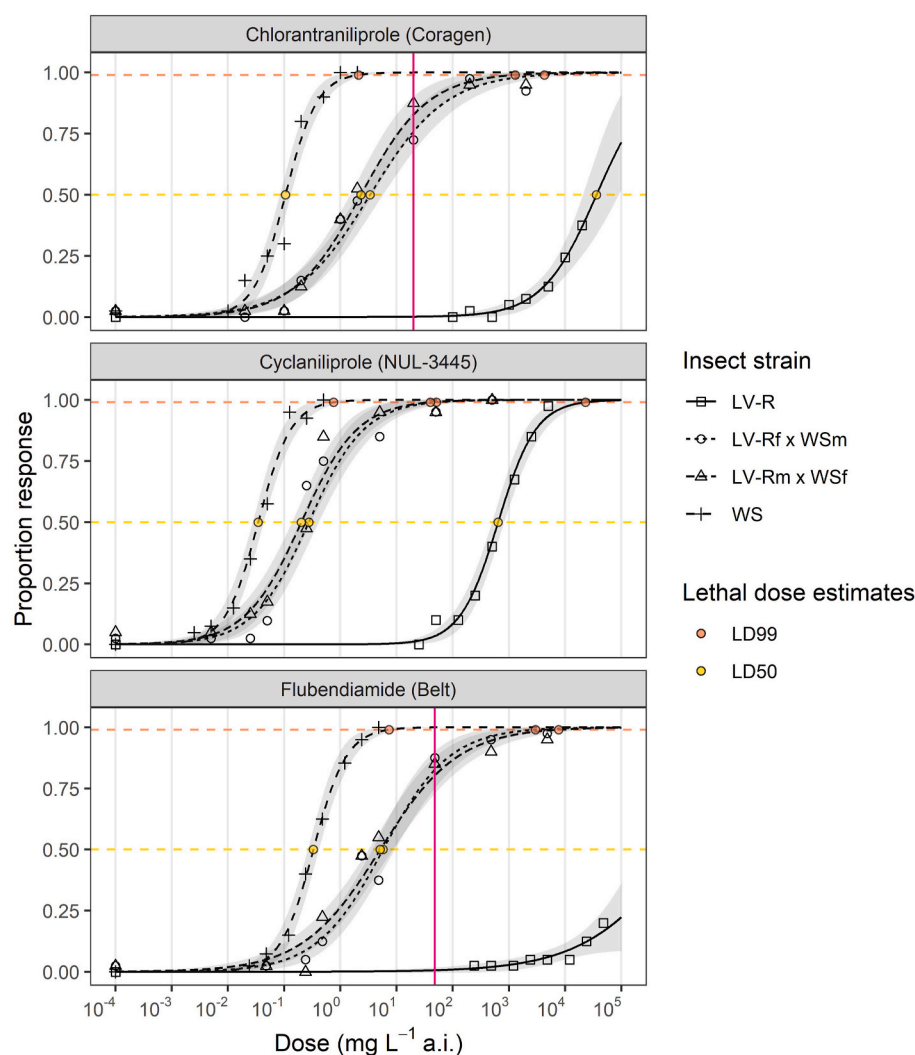 Chlorantraniliprole (Coragen)
1.00
0.75
0.50
0.25
0.00
Cyclaniliprole (NUL-3445)
1.00
0.75
0.50
0.25
0.00
Flubendiamide (Belt)
1.00
0.75
0.50
0.25
0.00
Proportion response
10⁻⁴ 10⁻³ 10⁻² 10⁻¹ 10⁰ 10¹ 10² 10³ 10⁴ 10⁵
Dose (mg L⁻¹ a.i.)
Insect strain
LV-R
LV-Rf x WSm
LV-Rm x WSf
WS
Lethal dose estimates
LD99
LD50